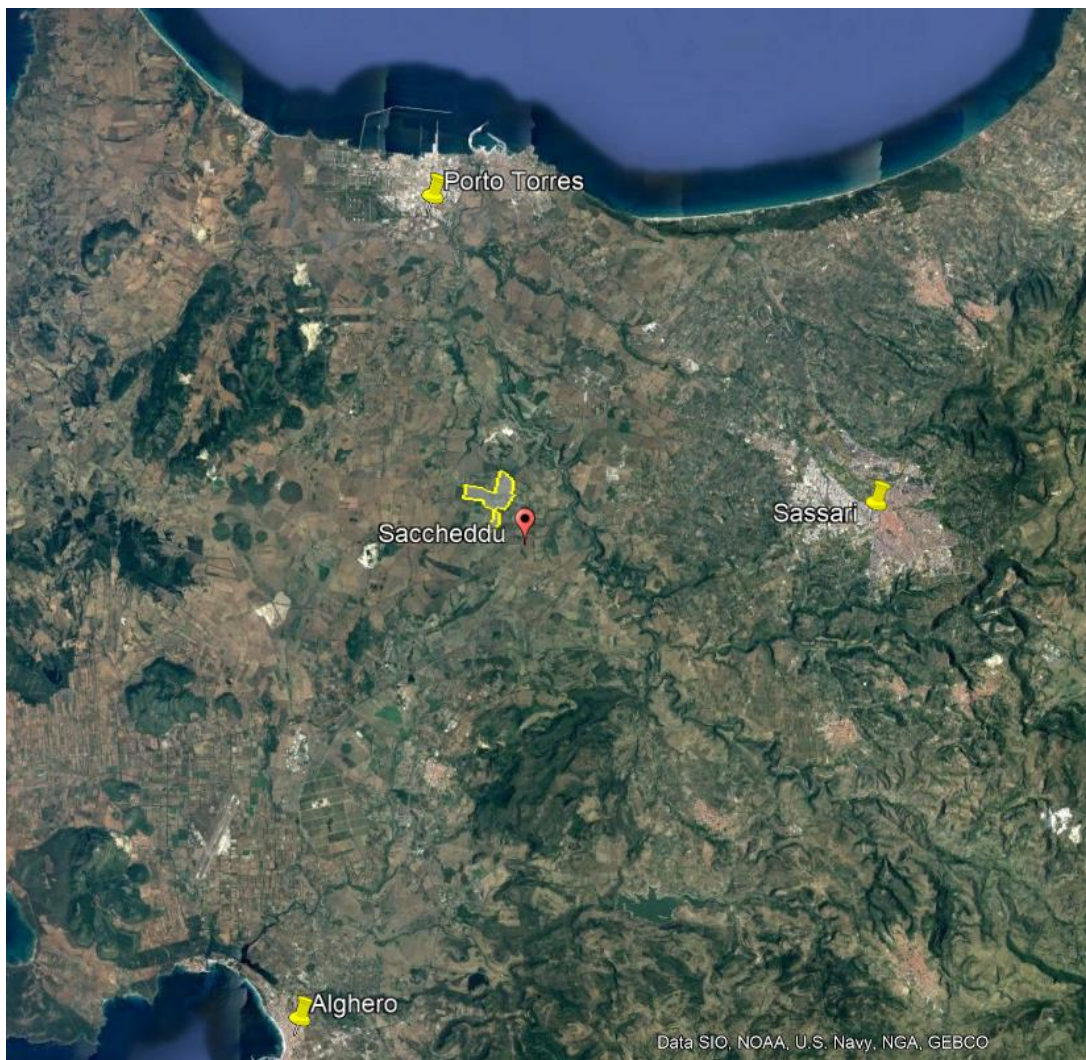 Porto Torres
Sassari
Saccheddu
Alghero
Data SIO, NOAA, U.S. Navy, NGA, GEBCO